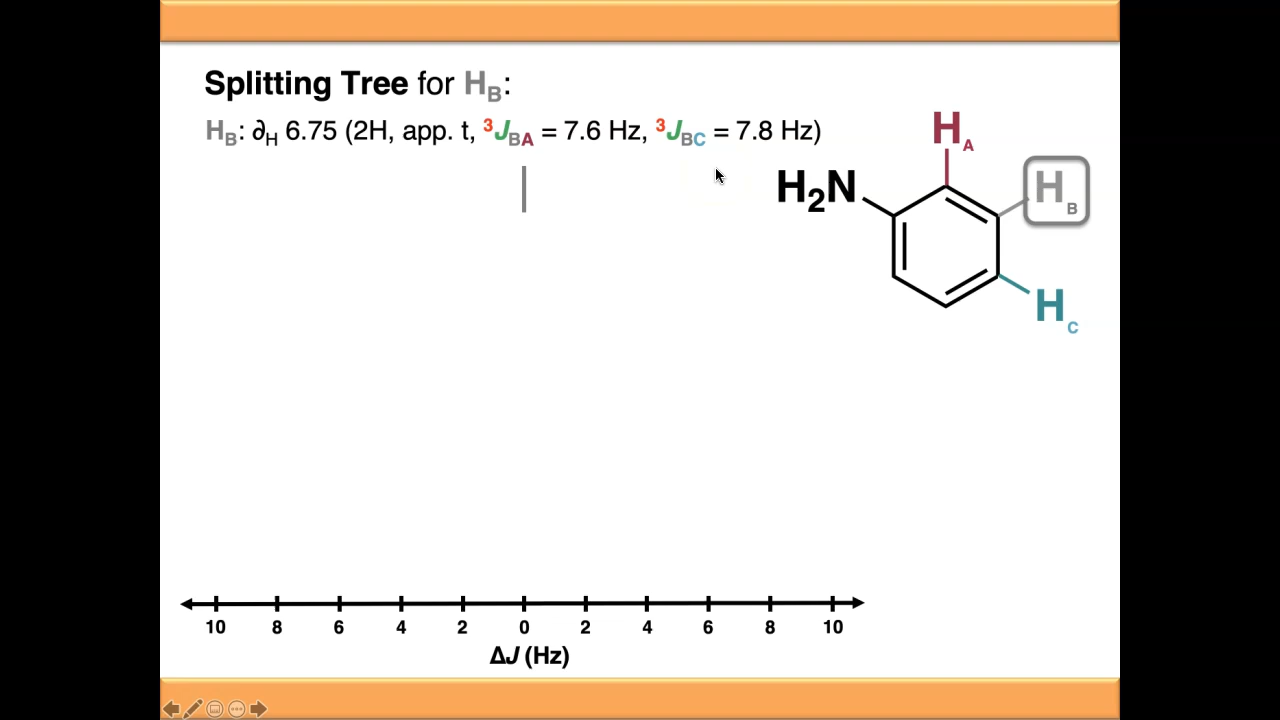 Splitting Tree for HB:
HB: ∂H 6.75 (2H, app. t, ³JBA = 7.6 Hz, ³JBC = 7.8 Hz)
HA
H₂N
HB
HC
10 8 6 4 2 0 2 4 6 8 10
ΔJ (Hz)